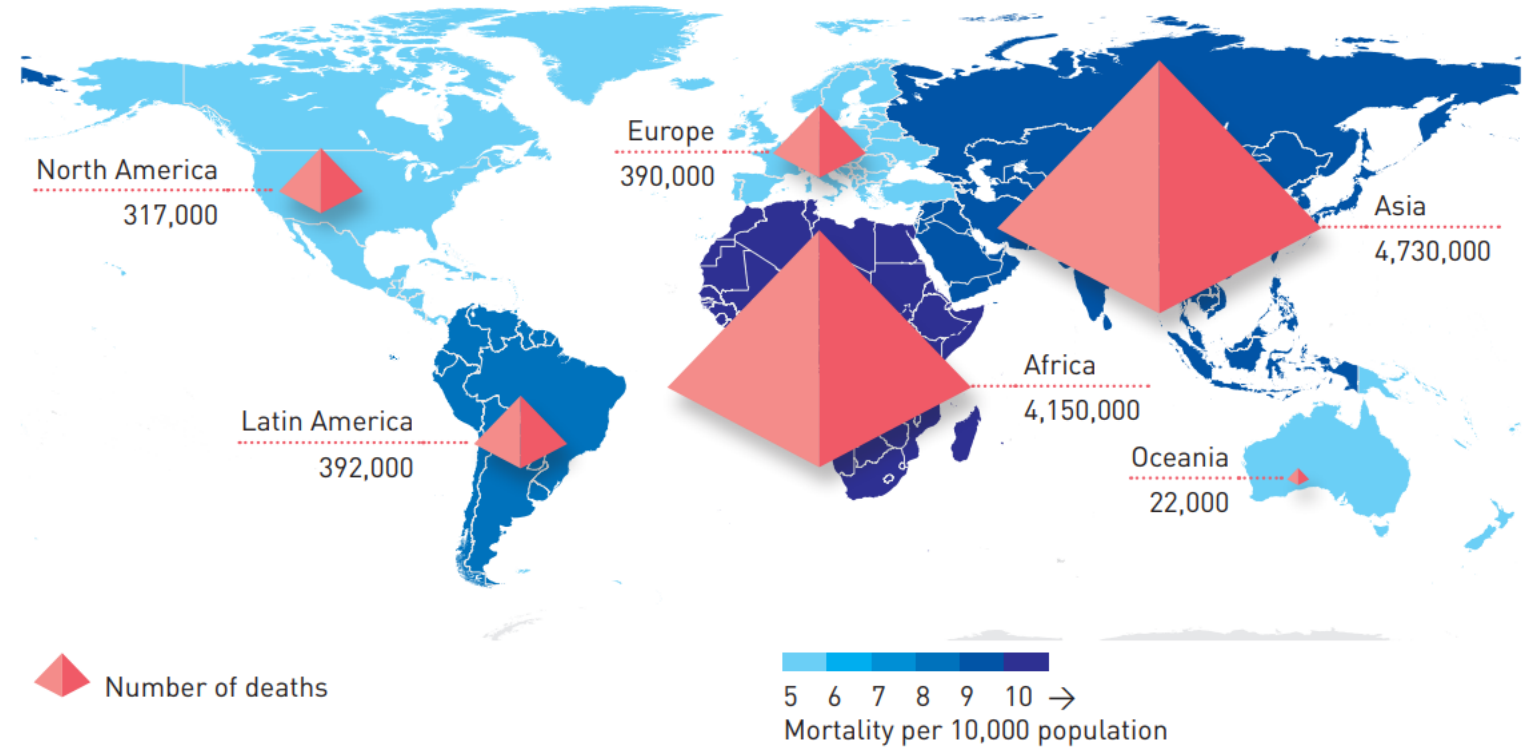 Europe
390,000
North America
317,000
Asia
4,730,000
Africa
4,150,000
Latin America
392,000
Oceania
22,000
Number of deaths
5 6 7 8 9 10 →
Mortality per 10,000 population